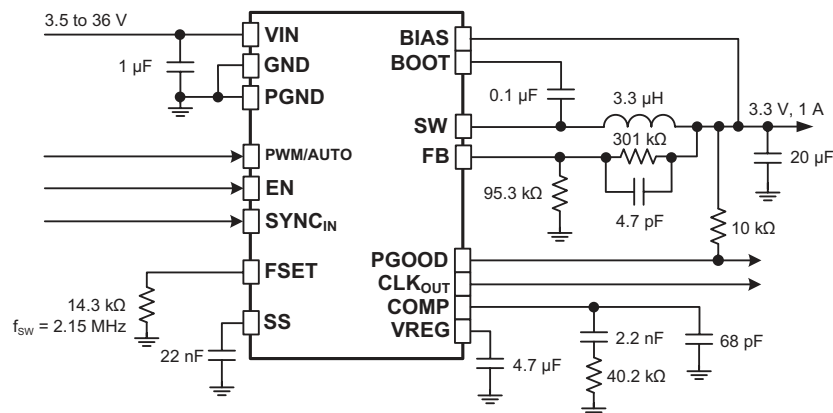 3.5 to 36 V
VIN
1 µF
GND
PGND
PWM/AUTO
EN
SYNCIN
FSET
14.3 kΩ
fSW = 2.15 MHz
SS
22 nF
BIAS
BOOT
0.1 µF
3.3 µH
SW
3.3 V, 1 A
301 kΩ
FB
20 µF
95.3 kΩ
4.7 pF
10 kΩ
PGOOD
CLKOUT
COMP
VREG
2.2 nF
68 pF
4.7 µF
40.2 kΩ